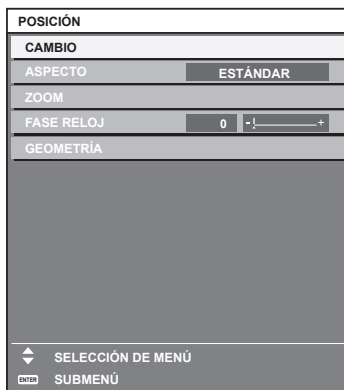 POSICIÓN
CAMBIO
ASPECTO ESTÁNDAR
ZOOM
FASE RELOJ 0 - +
GEOMETRÍA
SELECCIÓN DE MENÚ
ENTER SUBMENÚ